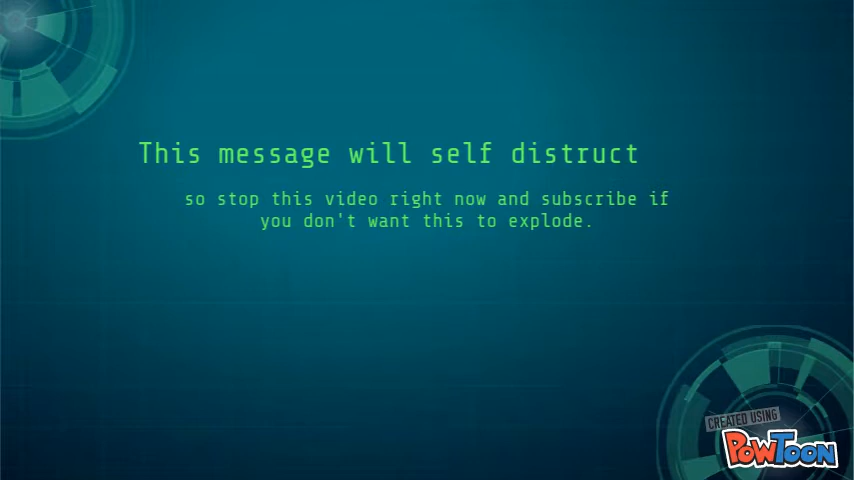 This message will self distruct
so stop this video right now and subscribe if
you don't want this to explode.
CREATED USING
POWTOON